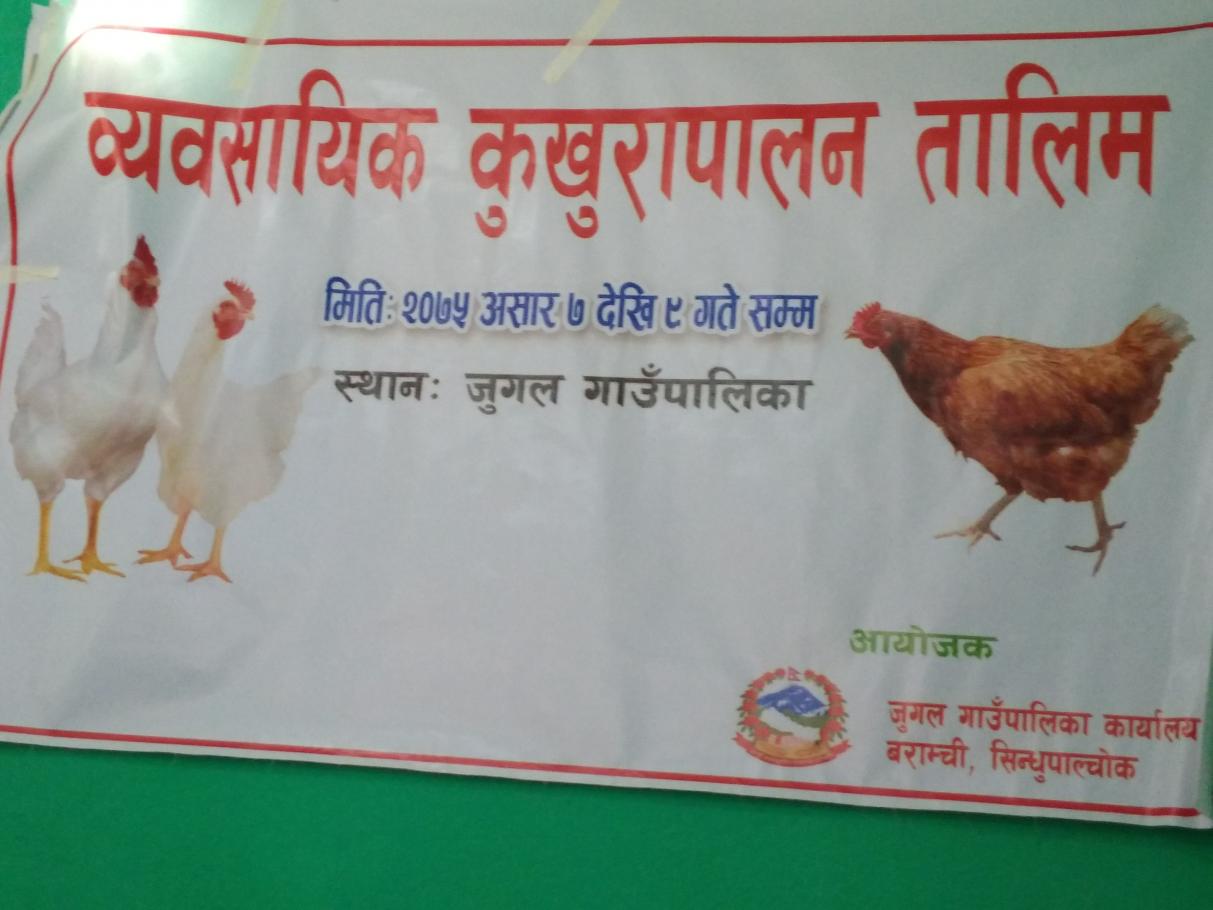 व्यवसायिक कुखुरापालन तालिम
मितिः २०७५ असार ७ देखि ९ गते सम्म
स्थानः जुगल गाउँपालिका
आयोजक
जुगल गाउँपालिका कार्यालय
बराम्ची, सिन्धुपाल्चोक